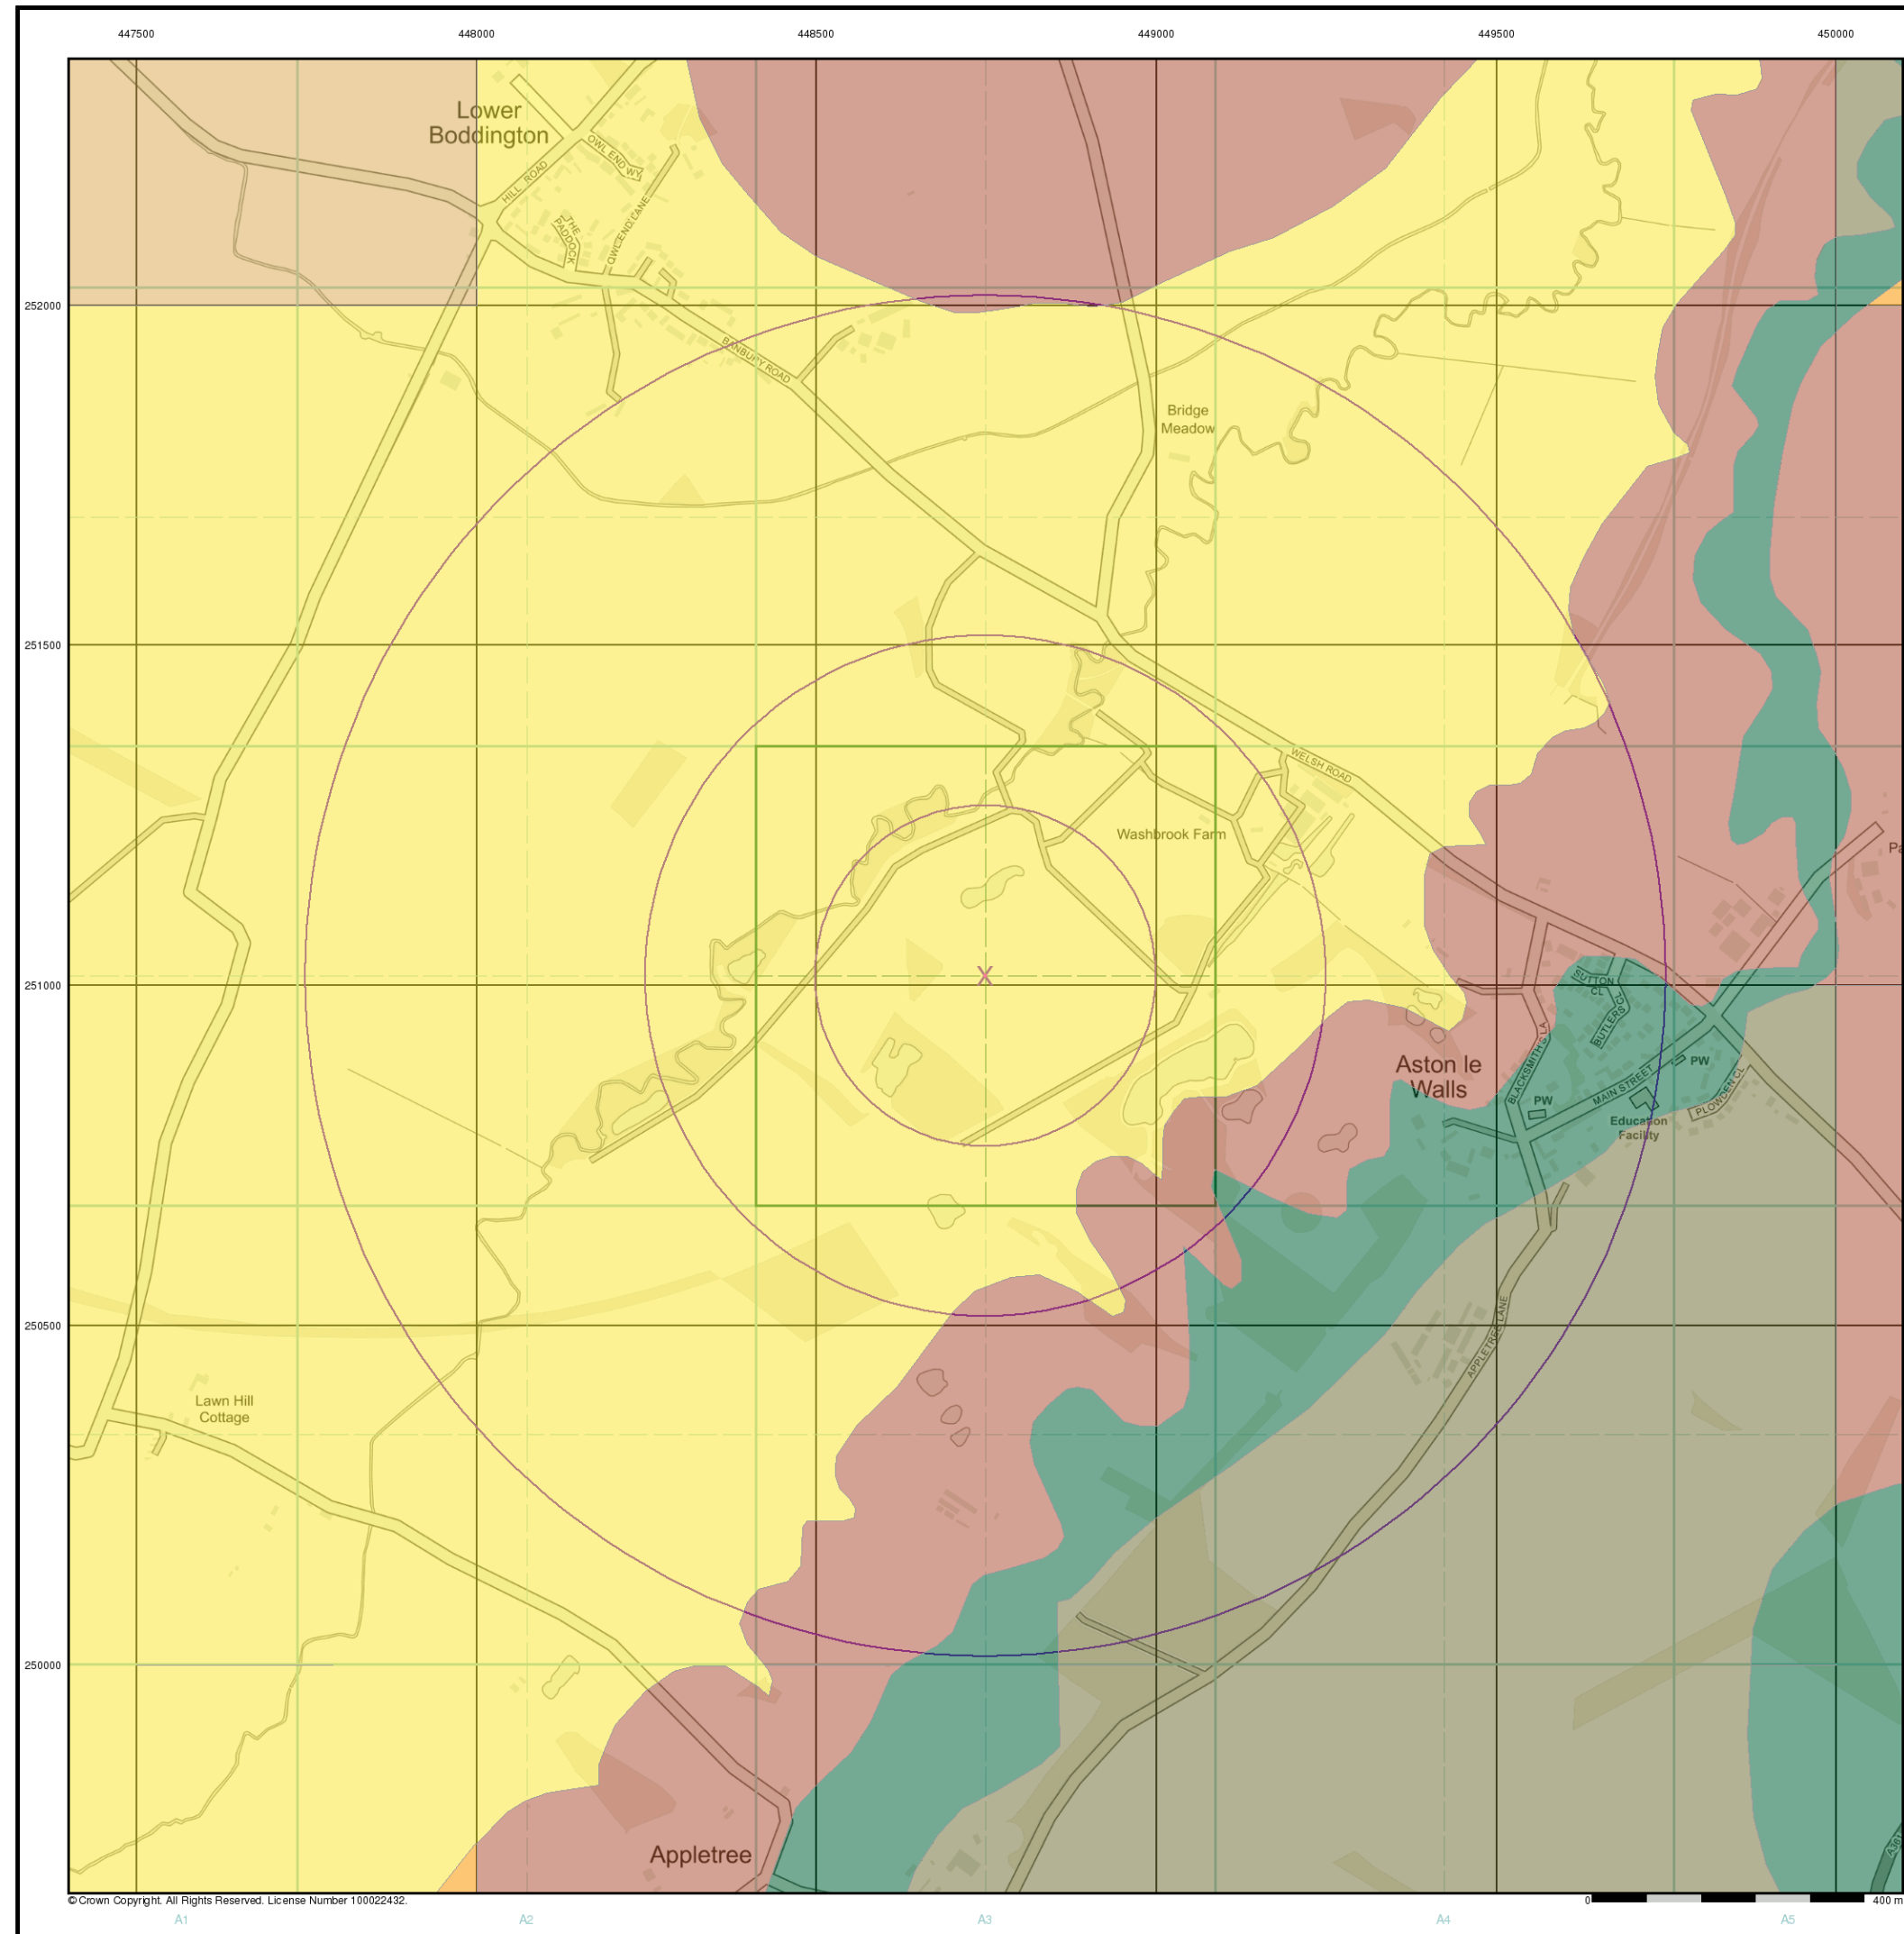 447500 448000 448500 449000 449500 450000
Lower
Boddington
OWL END WY
HILL ROAD
THE
PADDOCK
OWL END LANE
252000
BANBURY ROAD
Bridge
Meadow
251500
WELSH ROAD
Washbrook Farm
Pa
X
251000
SUTTON
CL
BUTLERS CL
BLACKSMITH'S LA
Aston le
Walls
PW
MAIN STREET
PW
PLOWDEN CL
Education
Facility
250500
APPLETREE LANE
Lawn Hill
Cottage
250000
Appletree
A361
© Crown Copyright. All Rights Reserved. License Number 100022432.
0 400 m
A1 A2 A3 A4 A5